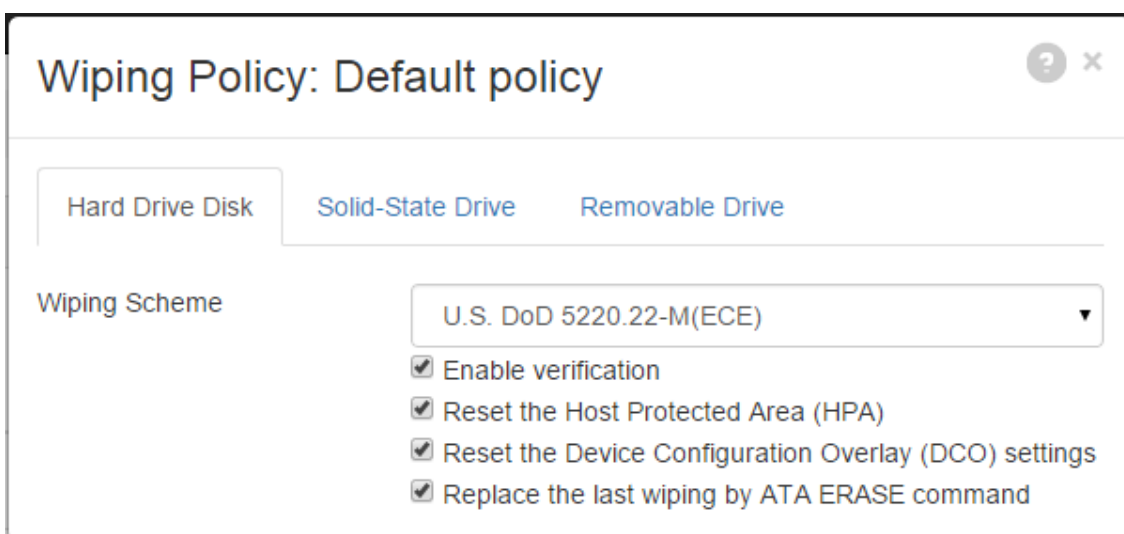 Wiping Policy: Default policy
? ×
Hard Drive Disk Solid-State Drive Removable Drive
Wiping Scheme
U.S. DoD 5220.22-M(ECE)
Enable verification
Reset the Host Protected Area (HPA)
Reset the Device Configuration Overlay (DCO) settings
Replace the last wiping by ATA ERASE command